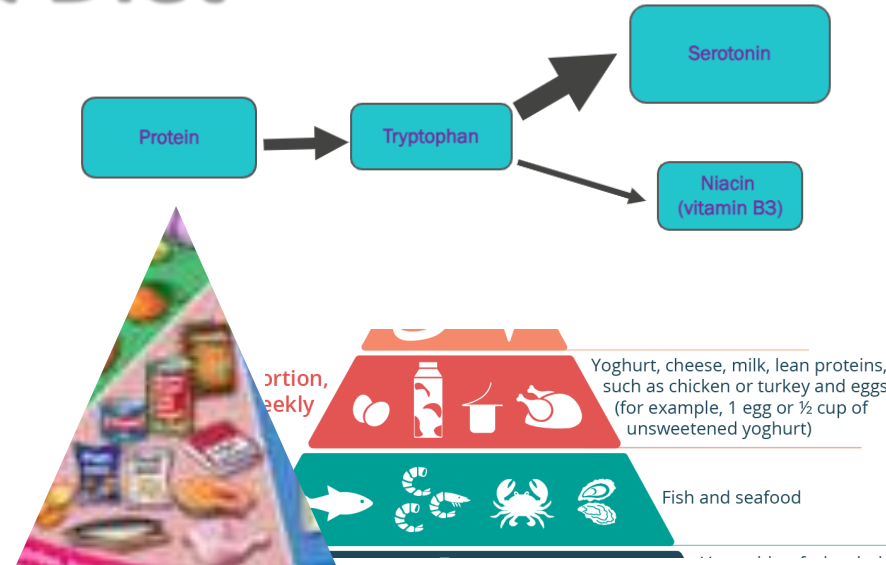 Diet
Serotonin
Protein
Tryptophan
Niacin
(vitamin B3)
ortion,
eekly
Yoghurt, cheese, milk, lean proteins,
such as chicken or turkey and eggs
(for example, 1 egg or ½ cup of
unsweetened yoghurt)
Fish and seafood